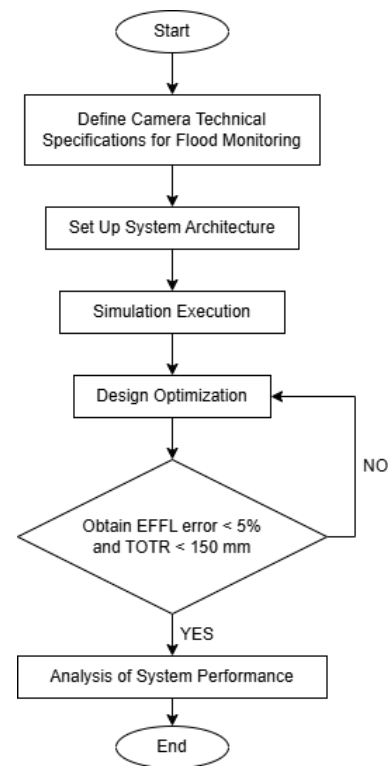 Start
Define Camera Technical
Specifications for Flood Monitoring
Set Up System Architecture
Simulation Execution
Design Optimization
NO
Obtain EFFL error < 5%
and TOTR < 150 mm
YES
Analysis of System Performance
End